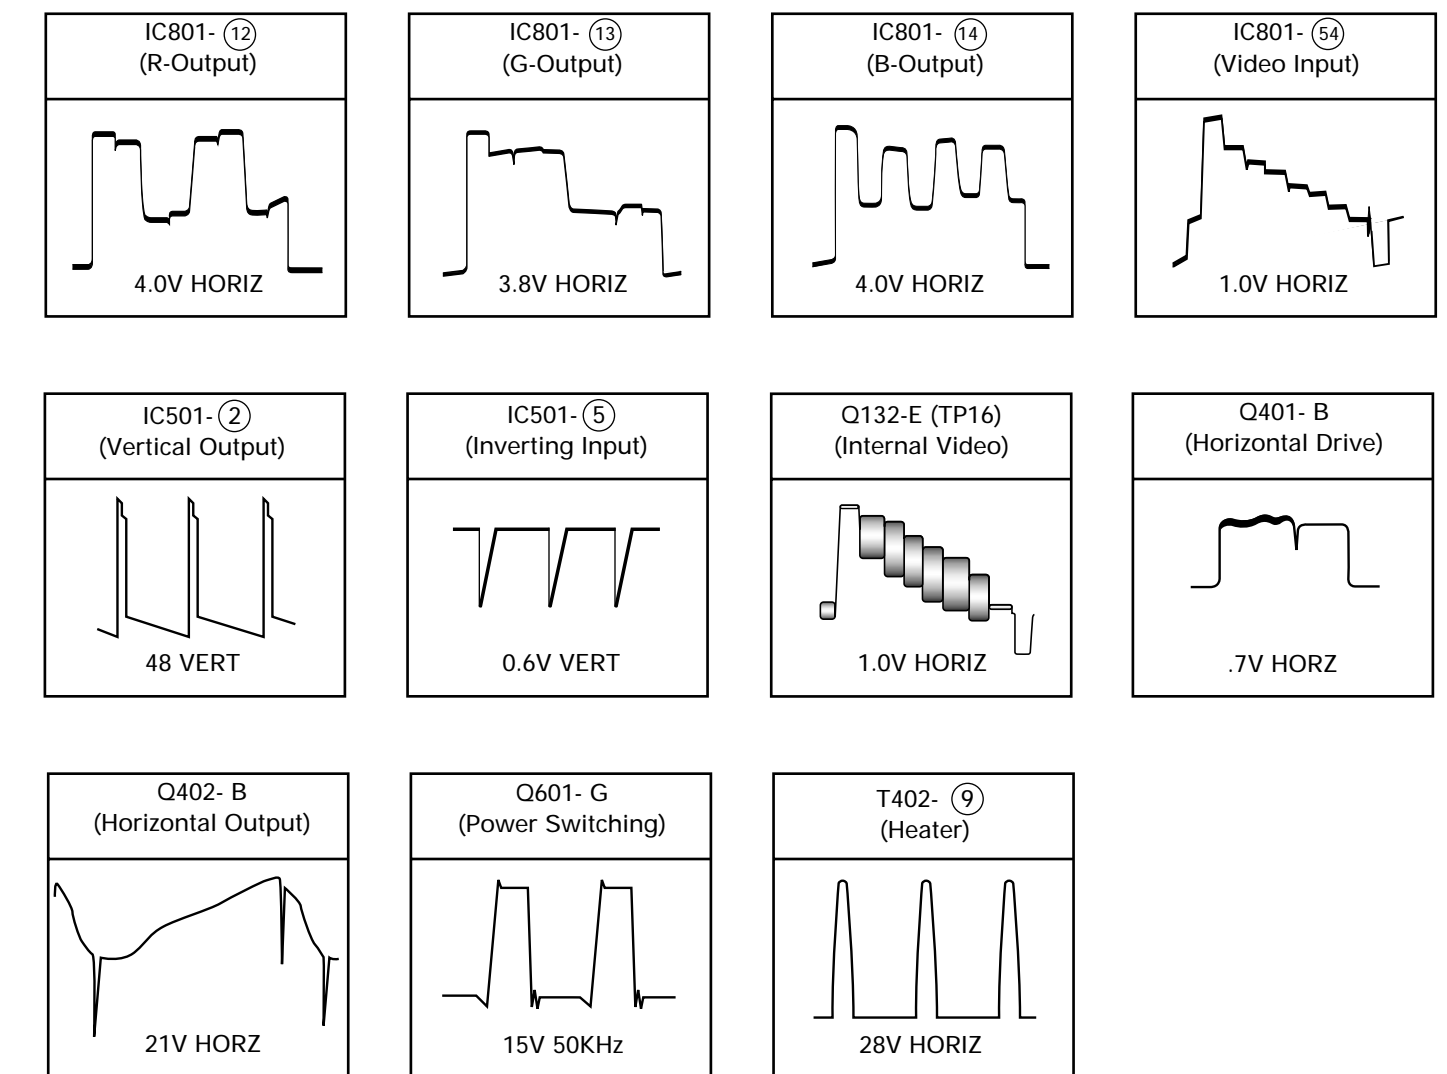 IC801- 12
(R-Output)
4.0V HORIZ
IC801- 13
(G-Output)
3.8V HORIZ
IC801- 14
(B-Output)
4.0V HORIZ
IC801- 54
(Video Input)
1.0V HORIZ
IC501- 2
(Vertical Output)
48 VERT
IC501- 5
(Inverting Input)
0.6V VERT
Q132-E (TP16)
(Internal Video)
1.0V HORIZ
Q401- B
(Horizontal Drive)
.7V HORZ
Q402- B
(Horizontal Output)
21V HORZ
Q601- G
(Power Switching)
15V 50KHz
T402- 9
(Heater)
28V HORIZ